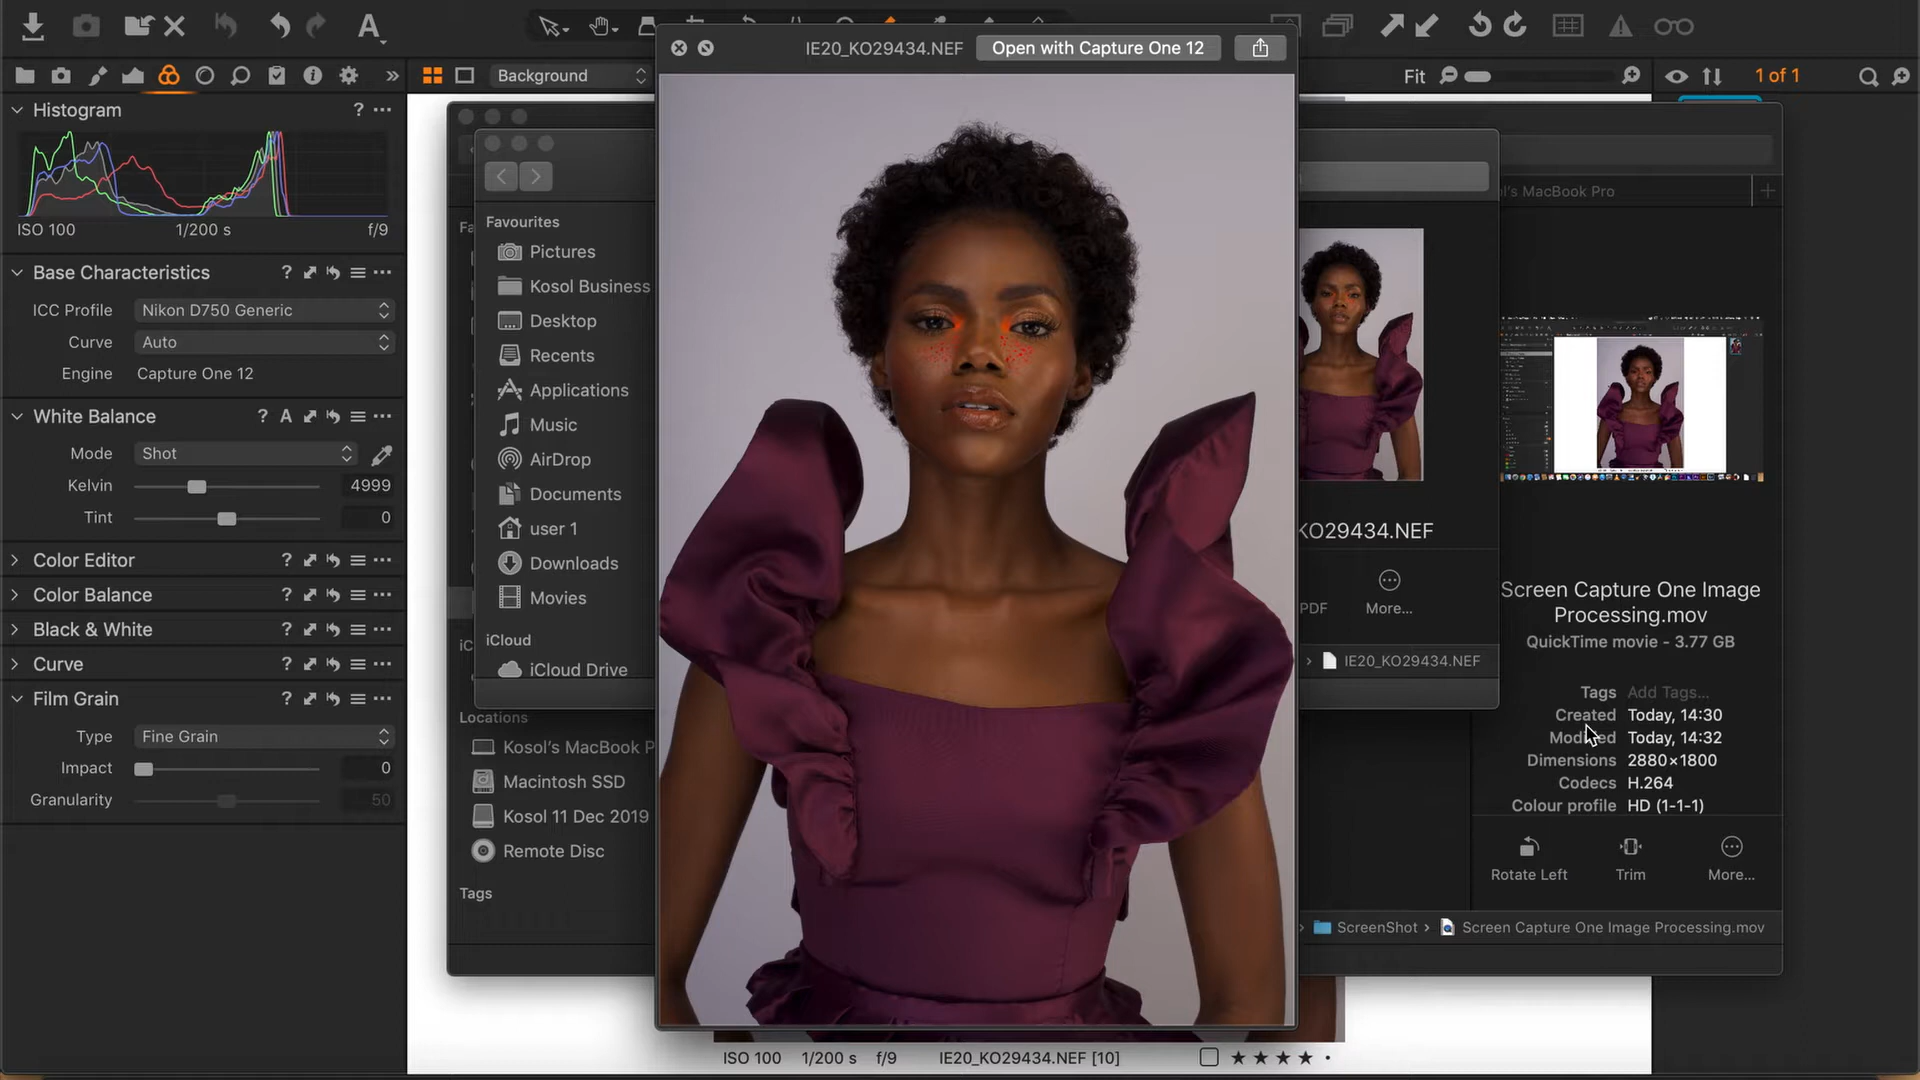 A
IE20_KO29434.NEF
Open with Capture One 12
Background
Fit
1 of 1
Histogram
?
ISO 100
1/200 s
f/9
Base Characteristics
?
ICC Profile
Nikon D750 Generic
Curve
Auto
Engine
Capture One 12
White Balance
? A
Mode
Shot
Kelvin
4999
Tint
0
Color Editor
?
Color Balance
?
Black & White
?
Curve
?
Film Grain
?
Type
Fine Grain
Impact
0
Granularity
50
Fa
iC
Favourites
Pictures
Kosol Business
Desktop
Recents
Applications
Music
AirDrop
Documents
user 1
Downloads
Movies
iCloud
iCloud Drive
Locations
Kosol's MacBook P
Macintosh SSD
Kosol 11 Dec 2019
Remote Disc
Tags
KO29434.NEF
PDF
More...
IE20_KO29434.NEF
ol's MacBook Pro
Screen Capture One Image
Processing.mov
QuickTime movie - 3.77 GB
Tags Add Tags...
Created Today, 14:30
Modified Today, 14:32
Dimensions 2880×1800
Codecs H.264
Colour profile HD (1-1-1)
Rotate Left
Trim
More...
ScreenShot
Screen Capture One Image Processing.mov
ISO 100
1/200 s
f/9
IE20_KO29434.NEF [10]